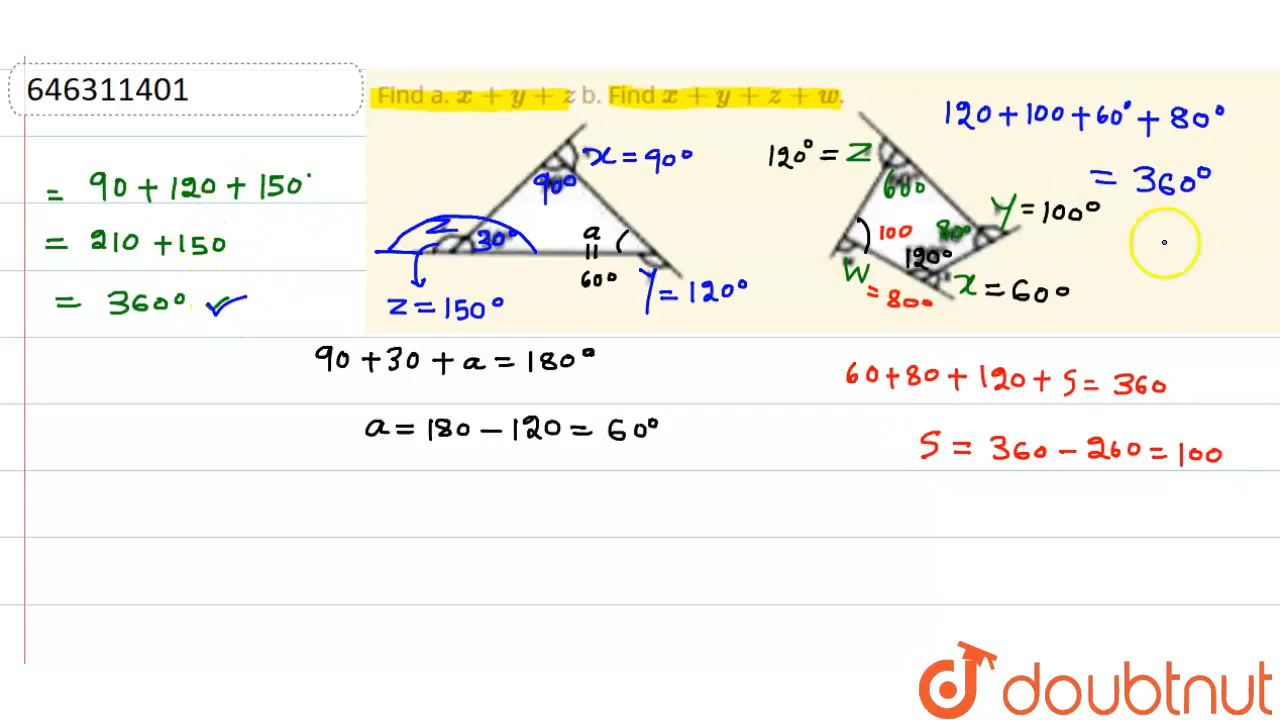 646311401
Find a. x + y + z b. Find x + y + z + w.
= 90 + 120 + 150°
= 210 + 150
= 360° ✓
x = 90°
90°
z
30°
a
=
60°
z = 150°
y = 120°
90 + 30 + a = 180°
a = 180 – 120 = 60°
120° = z
60°
y = 100°
80°
100
120°
w
= 80°
x = 60°
120 + 100 + 60° + 80°
= 360°
60 + 80 + 120 + S = 360
S = 360 – 260 = 100
doubtnut